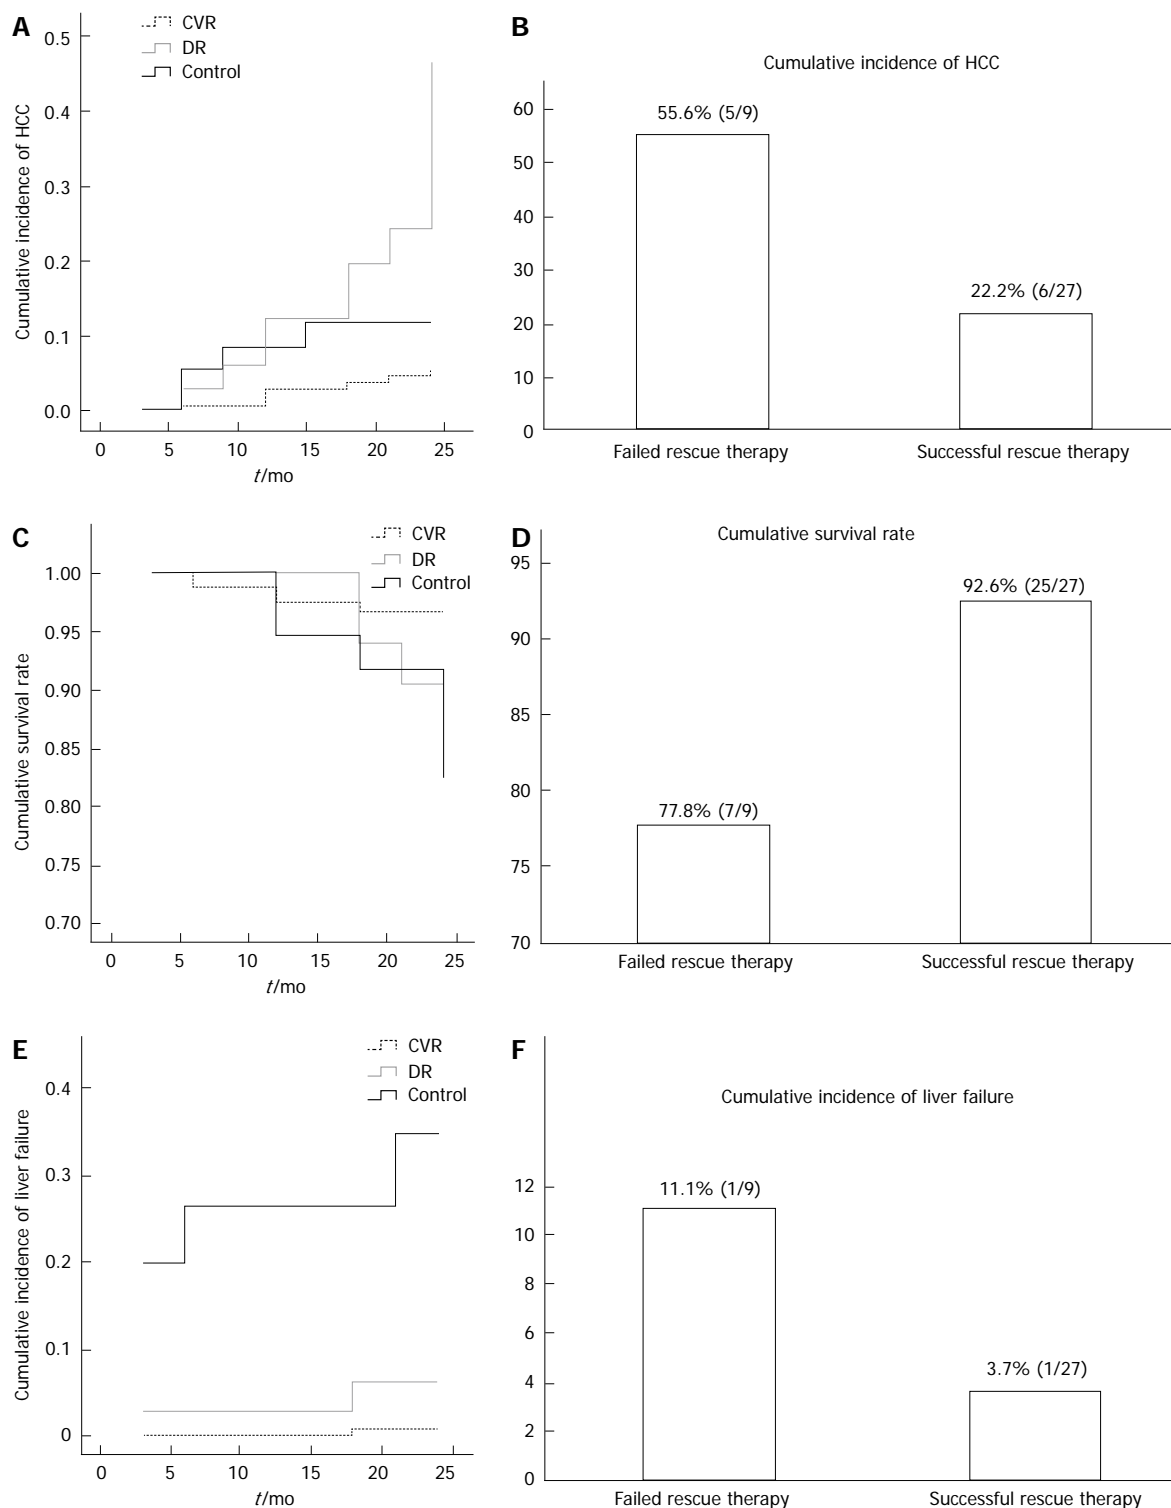 A
CVR
DR
Control
Cumulative incidence of HCC
0.5
0.4
0.3
0.2
0.1
0.0
0 5 10 15 20 25
t/mo
B
Cumulative incidence of HCC
60
50
40
30
20
10
0
55.6% (5/9)
22.2% (6/27)
Failed rescue therapy Successful rescue therapy
C
CVR
DR
Control
Cumulative survival rate
1.00
0.95
0.90
0.85
0.80
0.75
0.70
0 5 10 15 20 25
t/mo
D
Cumulative survival rate
95
90
85
80
75
70
77.8% (7/9)
92.6% (25/27)
Failed rescue therapy Successful rescue therapy
E
CVR
DR
Control
Cumulative incidence of liver failure
0.4
0.3
0.2
0.1
0
0 5 10 15 20 25
t/mo
F
Cumulative incidence of liver failure
12
10
8
6
4
2
0
11.1% (1/9)
3.7% (1/27)
Failed rescue therapy Successful rescue therapy